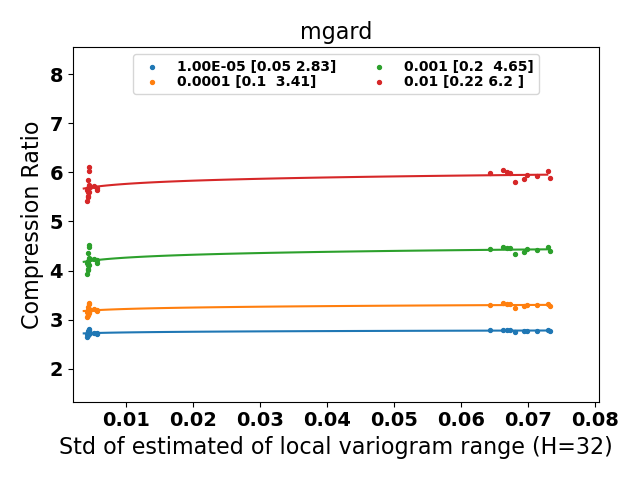 mgard
1.00E-05 [0.05 2.83]
0.0001 [0.1  3.41]
0.001 [0.2  4.65]
0.01 [0.22 6.2 ]
Compression Ratio
8
7
6
5
4
3
2
0.01 0.02 0.03 0.04 0.05 0.06 0.07 0.08
Std of estimated of local variogram range (H=32)